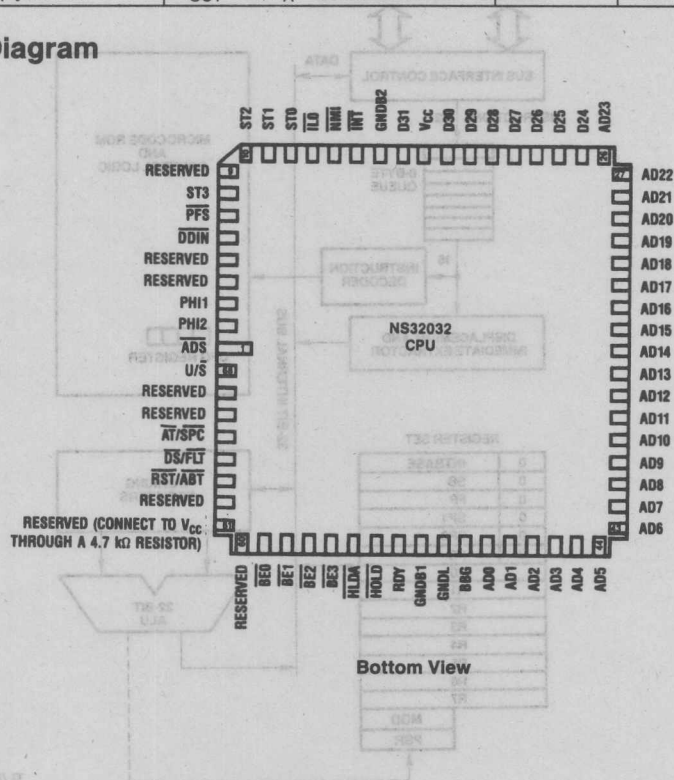 Diagram
ST2
ST1
ST0
ILO
NMI
INT
GNDB2
D31
VCC
D30
D29
D28
D27
D26
D25
D24
AD23
RESERVED
ST3
PFS
DDIN
RESERVED
RESERVED
PHI1
PHI2
ADS
1
U/S
RESERVED
RESERVED
AT/SPC
DS/FLT
RST/ABT
RESERVED
RESERVED (CONNECT TO VCC
THROUGH A 4.7 kΩ RESISTOR)
NS32032
CPU
27
AD22
AD21
AD20
AD19
AD18
AD17
AD16
AD15
AD14
AD13
AD12
AD11
AD10
AD9
AD8
AD7
AD6
44
RESERVED
BE0
BE1
BE2
BE3
HLDA
HOLD
RDY
GNDB1
GNDL
BBG
AD0
AD1
AD2
AD3
AD4
AD5
Bottom View